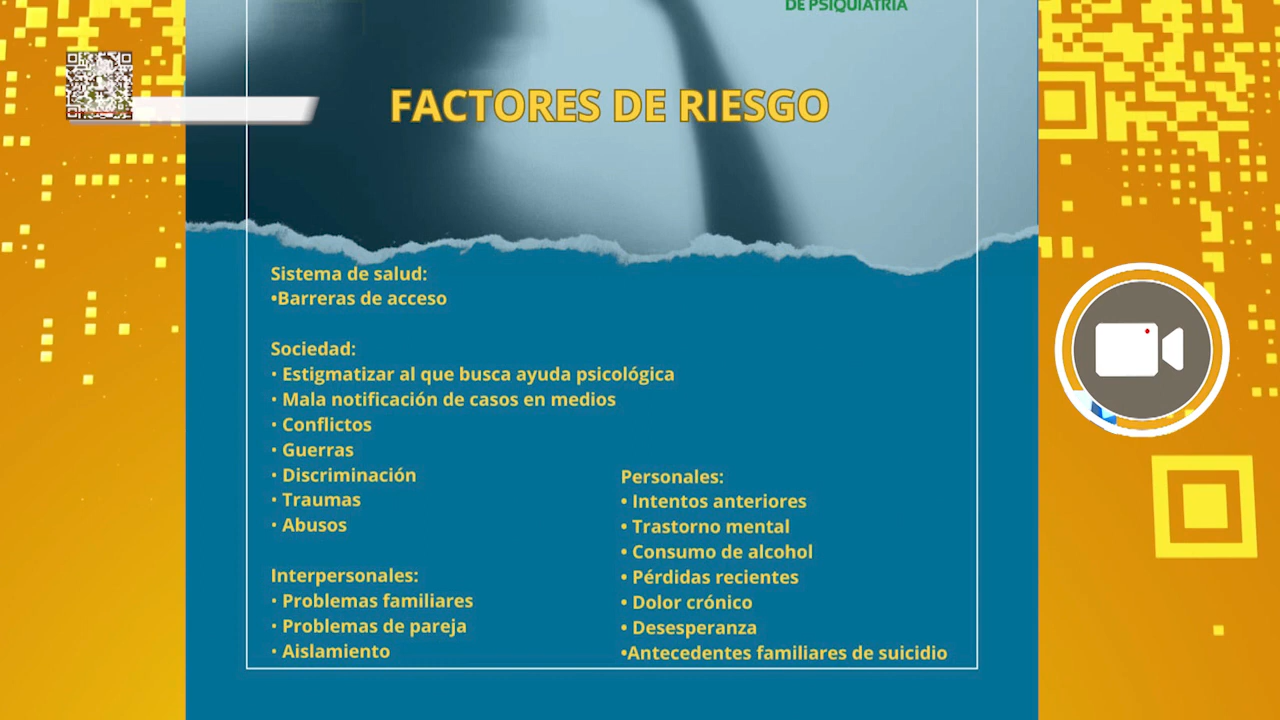 DE PSIQUIATRÍA
FACTORES DE RIESGO
Sistema de salud:
•Barreras de acceso
Sociedad:
• Estigmatizar al que busca ayuda psicológica
• Mala notificación de casos en medios
• Conflictos
• Guerras
• Discriminación
• Traumas
• Abusos
Interpersonales:
• Problemas familiares
• Problemas de pareja
• Aislamiento
Personales:
• Intentos anteriores
• Trastorno mental
• Consumo de alcohol
• Pérdidas recientes
• Dolor crónico
• Desesperanza
•Antecedentes familiares de suicidio